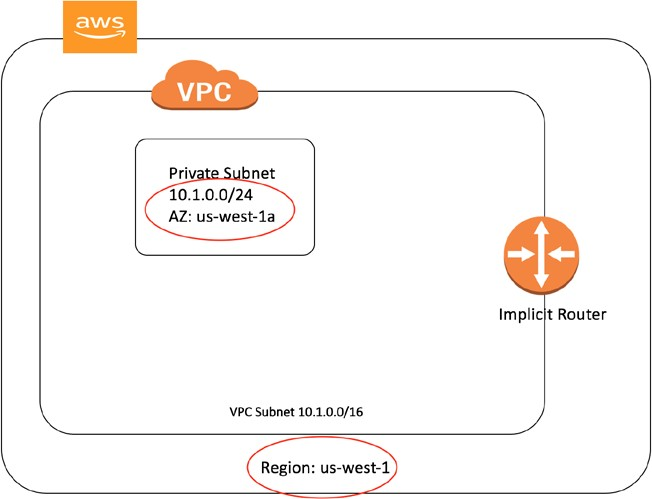 aws
VPC
Private Subnet
10.1.0.0/24
AZ: us-west-1a
Implicit Router
VPC Subnet 10.1.0.0/16
Region: us-west-1